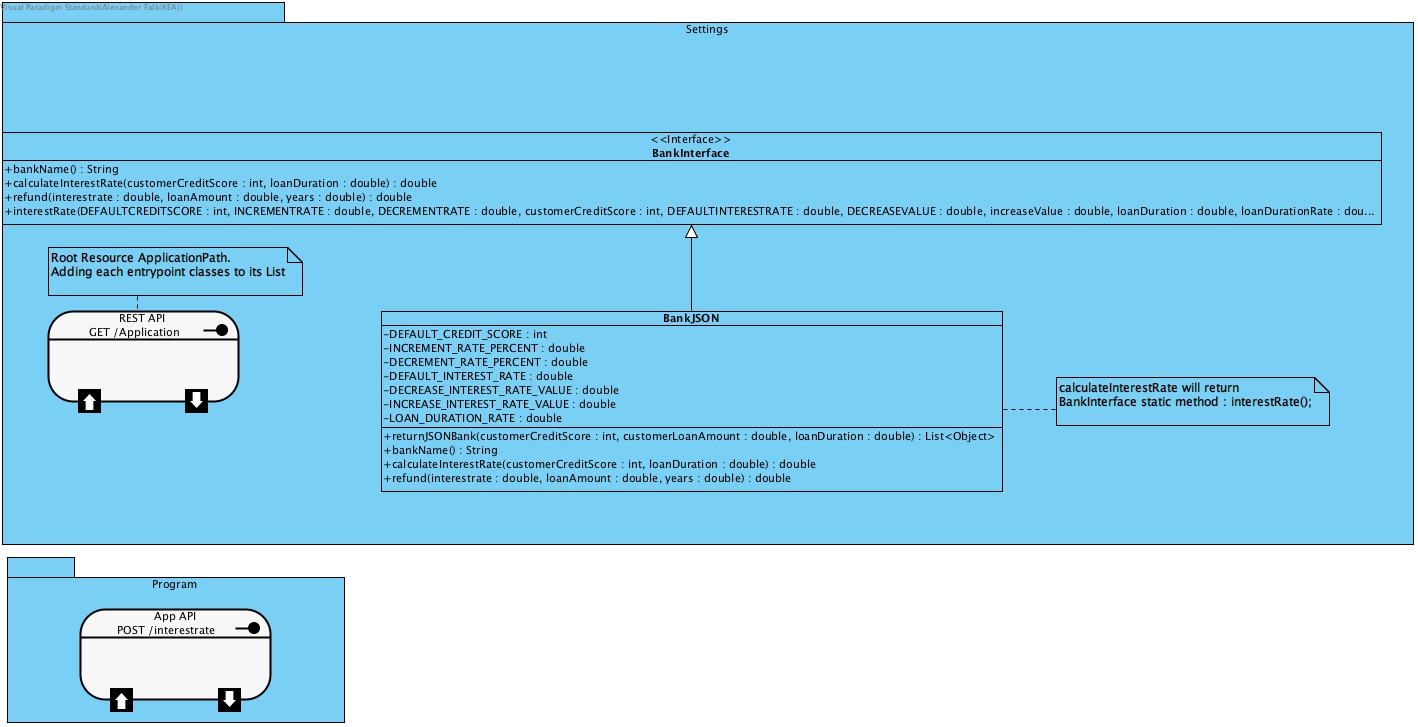 Visual Paradigm Standard(Alexander Falk(KEA))
Settings
<<Interface>>
BankInterface
+bankName() : String
+calculateInterestRate(customerCreditScore : int, loanDuration : double) : double
+refund(interestrate : double, loanAmount : double, years : double) : double
+interestRate(DEFAULTCREDITSCORE : int, INCREMENTRATE : double, DECREMENTRATE : double, customerCreditScore : int, DEFAULTINTERESTRATE : double, DECREASEVALUE : double, increaseValue : double, loanDuration : double, loanDurationRate : dou...
Root Resource ApplicationPath.
Adding each entrypoint classes to its List
REST API
GET /Application
BankJSON
-DEFAULT_CREDIT_SCORE : int
-INCREMENT_RATE_PERCENT : double
-DECREMENT_RATE_PERCENT : double
-DEFAULT_INTEREST_RATE : double
-DECREASE_INTEREST_RATE_VALUE : double
-INCREASE_INTEREST_RATE_VALUE : double
-LOAN_DURATION_RATE : double
+returnJSONBank(customerCreditScore : int, customerLoanAmount : double, loanDuration : double) : List<Object>
+bankName() : String
+calculateInterestRate(customerCreditScore : int, loanDuration : double) : double
+refund(interestrate : double, loanAmount : double, years : double) : double
calculateInterestRate will return
BankInterface static method : interestRate();
Program
App API
POST /interestrate